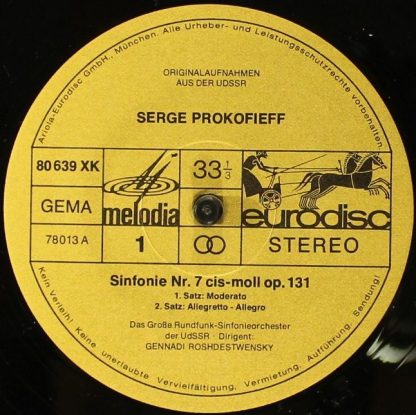 Ariola-Eurodisc GmbH, München. Alle Urheber- und Leistungsschutzrechte vorbehalten.
ORIGINALAUFNAHMEN
AUS DER UDSSR
SERGE PROKOFIEFF
80 639 XK
33 1/3
GEMA
melodia
eurodisc
78013 A
1
STEREO
Sinfonie Nr. 7 cis-moll op. 131
1. Satz: Moderato
2. Satz: Allegretto - Allegro
Das Große Rundfunk-Sinfonieorchester
der UdSSR · Dirigent:
GENNADI ROSHDESTWENSKY
Kein Verleih! Keine unerlaubte Vervielfältigung, Vermietung, Aufführung, Sendung!